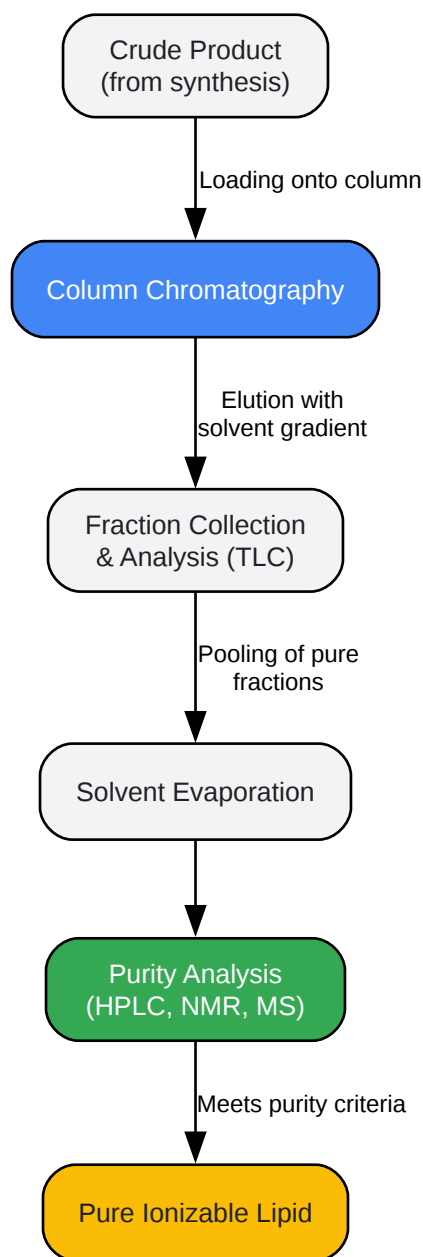 Crude Product
(from synthesis)
Loading onto column
Column Chromatography
Elution with
solvent gradient
Fraction Collection
& Analysis (TLC)
Pooling of pure
fractions
Solvent Evaporation
Purity Analysis
(HPLC, NMR, MS)
Meets purity criteria
Pure Ionizable Lipid